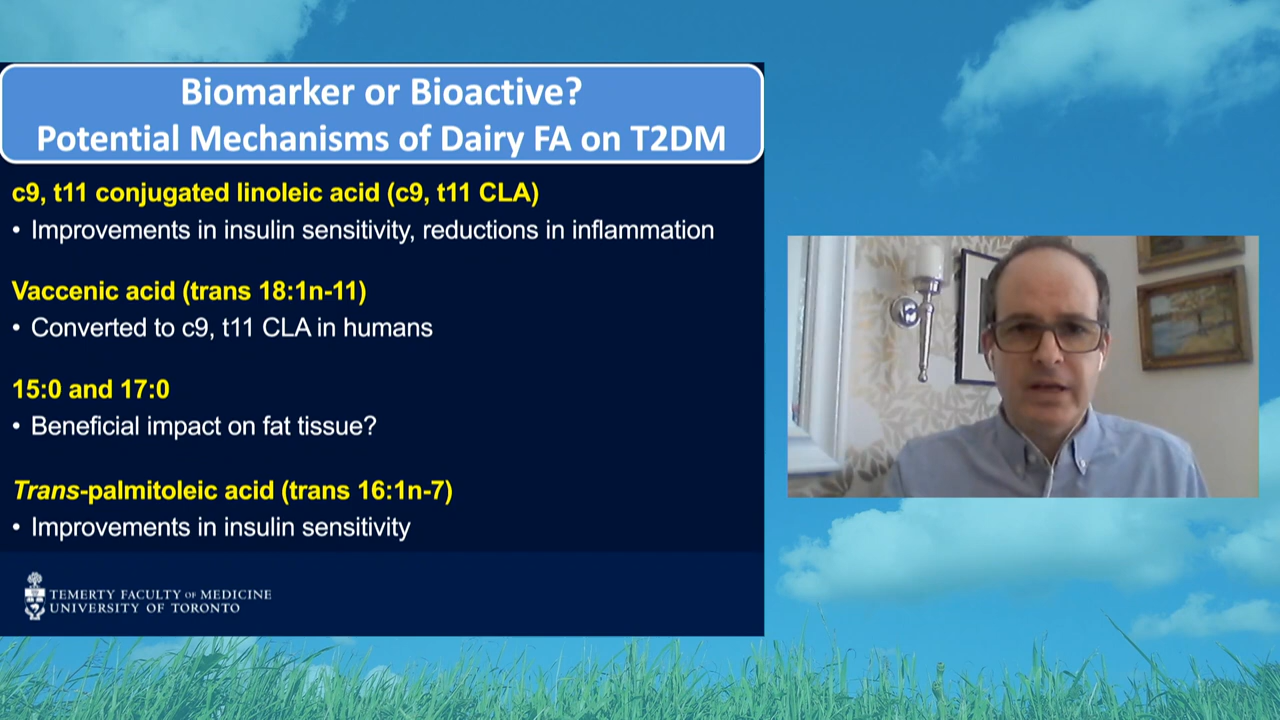 Biomarker or Bioactive?
Potential Mechanisms of Dairy FA on T2DM
c9, t11 conjugated linoleic acid (c9, t11 CLA)
• Improvements in insulin sensitivity, reductions in inflammation
Vaccenic acid (trans 18:1n-11)
• Converted to c9, t11 CLA in humans
15:0 and 17:0
• Beneficial impact on fat tissue?
Trans-palmitoleic acid (trans 16:1n-7)
• Improvements in insulin sensitivity
TEMERTY FACULTY OF MEDICINE
UNIVERSITY OF TORONTO